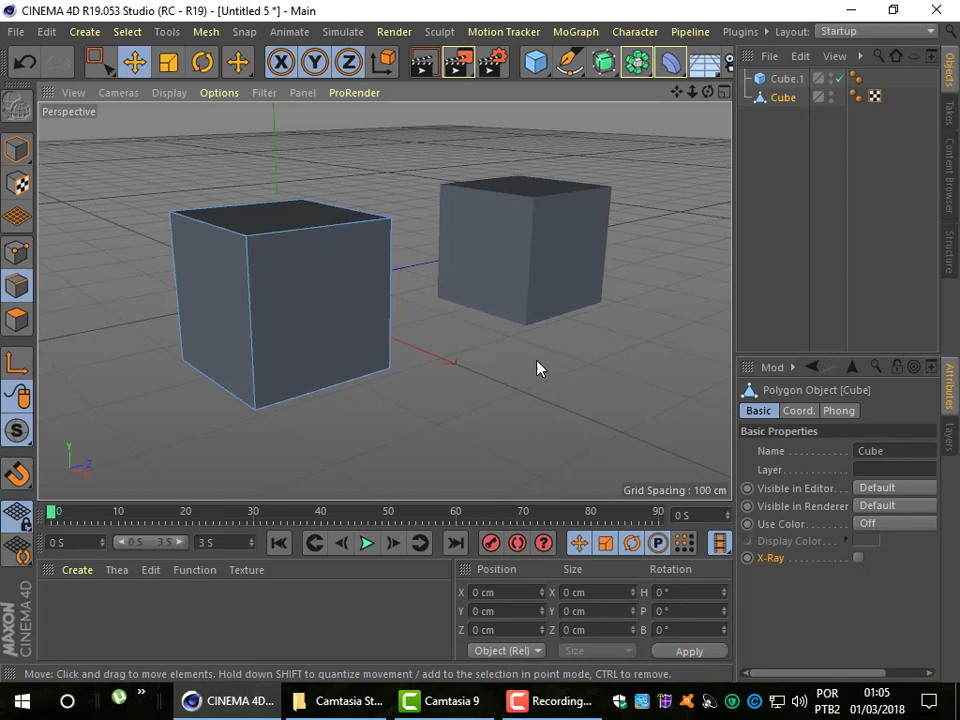 CINEMA 4D R19.053 Studio (RC - R19) - [Untitled 5 *] - Main
File Edit Create Select Tools Mesh Snap Animate Simulate Render Sculpt Motion Tracker MoGraph Character Pipeline Plugins Layout: Startup
X Y Z
View Cameras Display Options Filter Panel ProRender
File Edit View
Perspective
Cube.1
Cube
Objects
Takes
Content Browser
Structure
Mode
Polygon Object [Cube]
Basic Coord. Phong
Basic Properties
Name Cube
Layer
Visible in Editor. Default
Visible in Renderer Default
Use Color Off
Display Color
X-Ray
Attributes
Layers
Y
Z
S
Grid Spacing : 100 cm
0 10 20 30 40 50 60 70 80 90 0 S
0 S 0 S 3 S 3 S
P
Create Thea Edit Function Texture
Position Size Rotation
X 0 cm X 0 cm H 0 °
Y 0 cm Y 0 cm P 0 °
Z 0 cm Z 0 cm B 0 °
Object (Rel) Size Apply
MAXON
CINEMA 4D
Move: Click and drag to move elements. Hold down SHIFT to quantize movement / add to the selection in point mode, CTRL to remove.
CINEMA 4D... Camtasia St... Camtasia 9 Recording...
POR
PTB2
01:05
01/03/2018